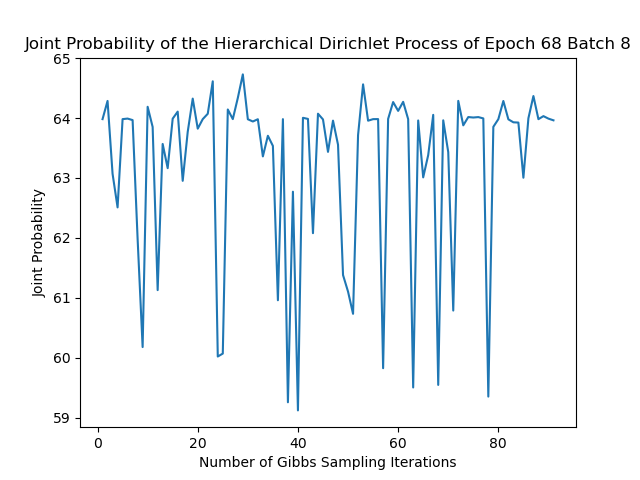 Joint Probability of the Hierarchical Dirichlet Process of Epoch 68 Batch 8
65
64
63
62
61
60
59
Joint Probability
0 20 40 60 80
Number of Gibbs Sampling Iterations